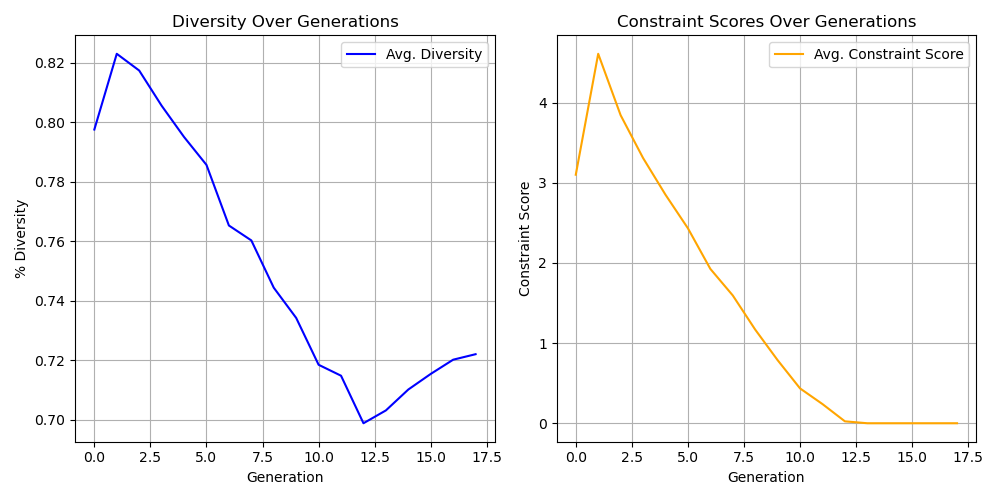 Diversity Over Generations
Avg. Diversity
% Diversity
0.82
0.80
0.78
0.76
0.74
0.72
0.70
0.0 2.5 5.0 7.5 10.0 12.5 15.0 17.5
Generation
Constraint Scores Over Generations
Avg. Constraint Score
Constraint Score
4
3
2
1
0
0.0 2.5 5.0 7.5 10.0 12.5 15.0 17.5
Generation